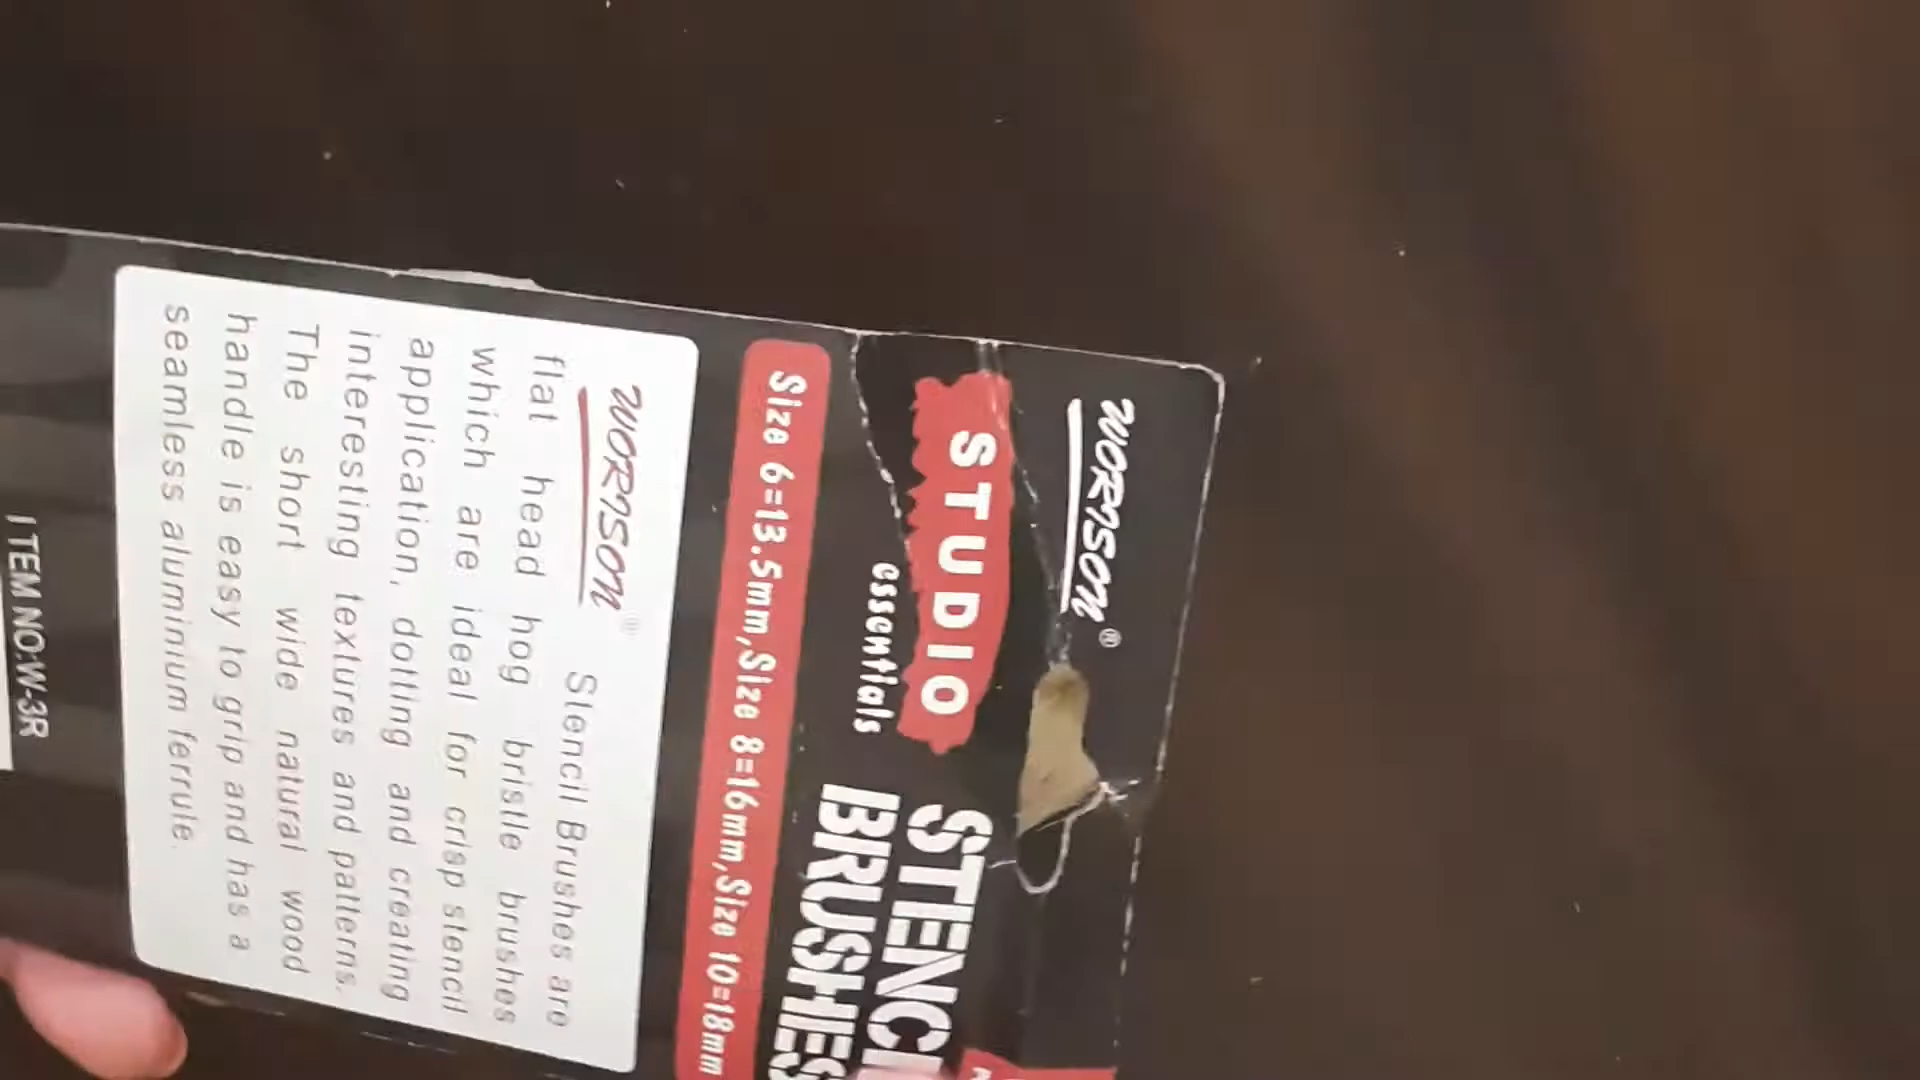 WORISON®
STUDIO
essentials
STENCI
BRUSHES
Size 6=13.5mm,Size 8=16mm,Size 10=18mm
WORISON® Stencil Brushes are
flat head hog bristle brushes
which are ideal for crisp stencil
application, dotting and creating
interesting textures and patterns.
The short wide natural wood
handle is easy to grip and has a
seamless aluminium ferrule.
ITEM NO:W-3R